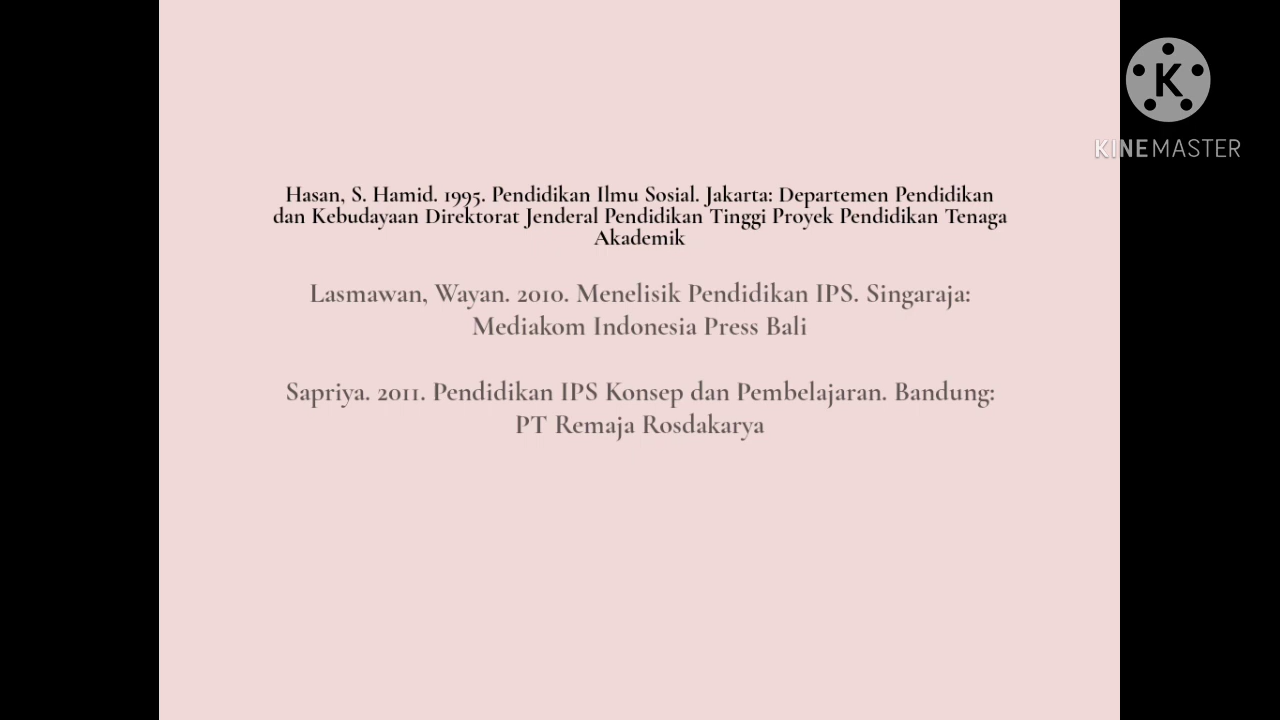 K
KINEMASTER
Hasan, S. Hamid. 1995. Pendidikan Ilmu Sosial. Jakarta: Departemen Pendidikan
dan Kebudayaan Direktorat Jenderal Pendidikan Tinggi Proyek Pendidikan Tenaga
Akademik
Lasmawan, Wayan. 2010. Menelisik Pendidikan IPS. Singaraja:
Mediakom Indonesia Press Bali
Sapriya. 2011. Pendidikan IPS Konsep dan Pembelajaran. Bandung:
PT Remaja Rosdakarya